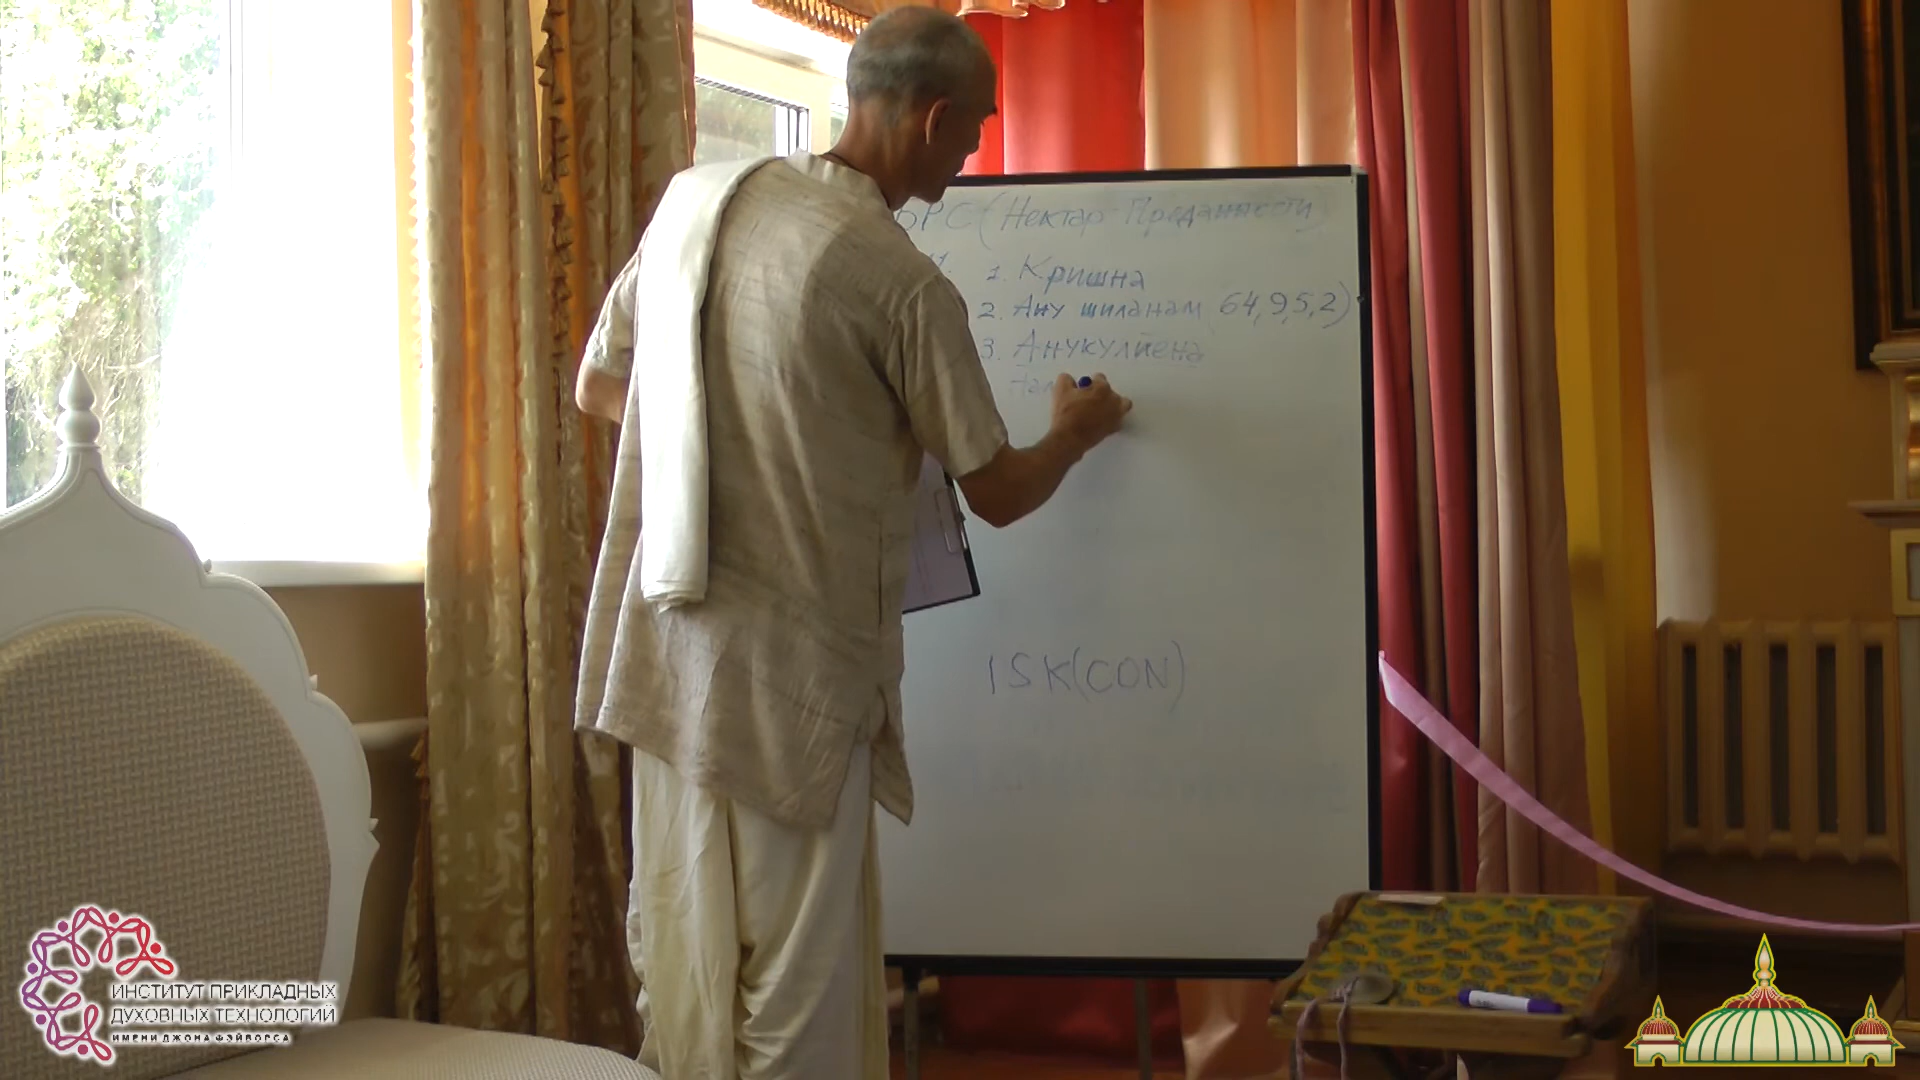 БРС (Нектар Преданности
1. Кришна
2. Ану шиланам 64,9,5,2)
3. Анукулйена
ISK(CON)
ИНСТИТУТ ПРИКЛАДНЫХ
ДУХОВНЫХ ТЕХНОЛОГИЙ
ИМЕНИ ДЖОНА ФЭЙВОРСА